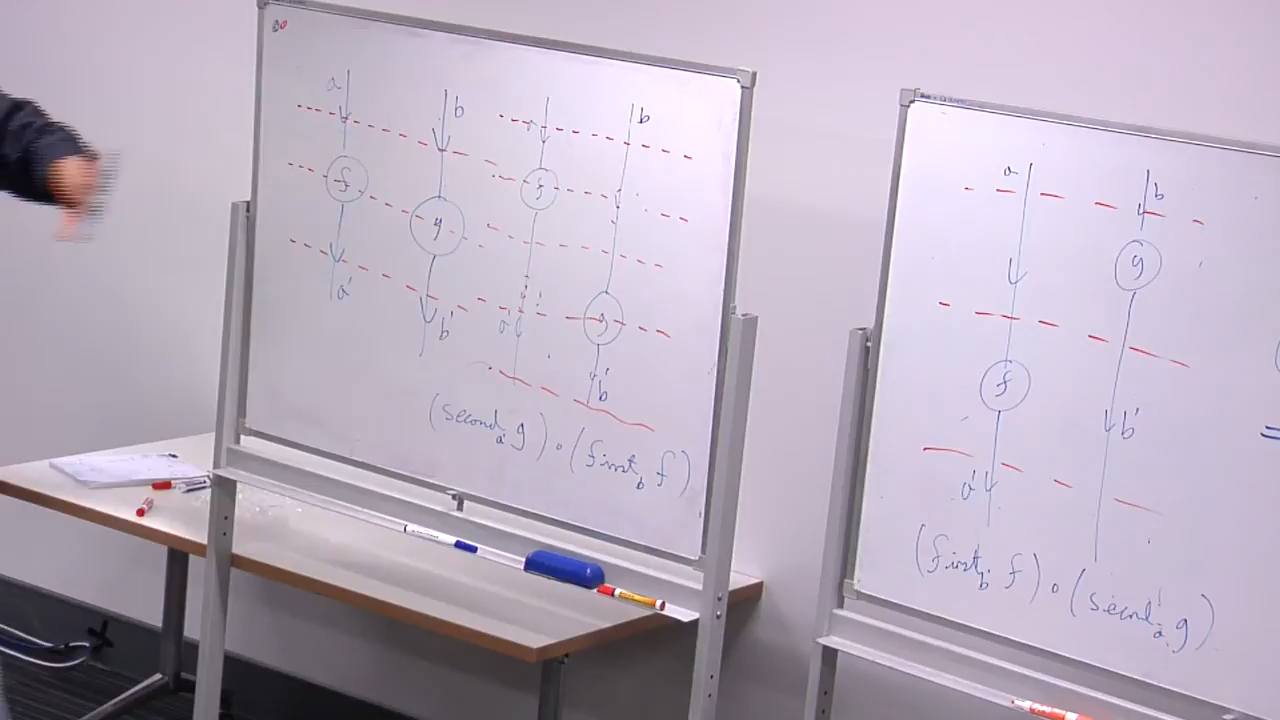 a b b
f g f
a' b' a' g
b'
(second a' g) ∘ (first b f)
a b
g
f b'
a'
(first b' f) ∘ (second a g)
=